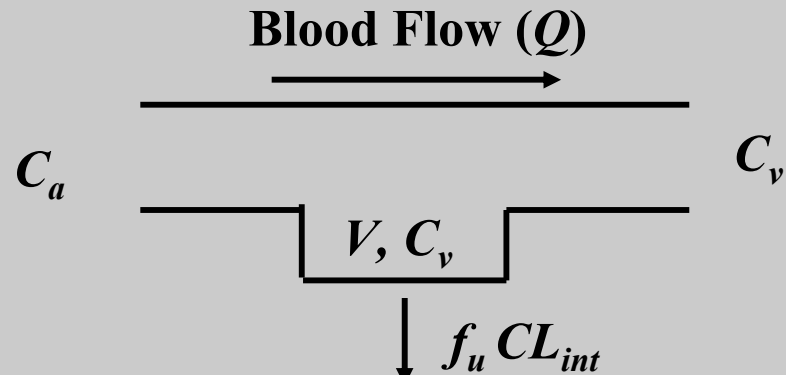 Blood Flow (Q)
C_a
C_v
V, C_v
f_u CL_int